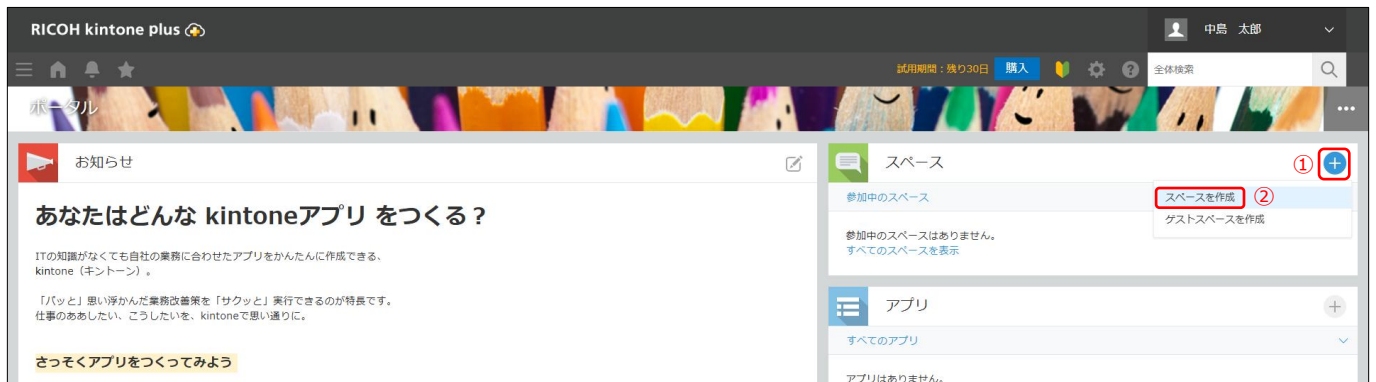 RICOH kintone plus
中島 太郎
試用期間：残り30日
購入
全体検索
ポータル
お知らせ
あなたはどんな kintoneアプリ をつくる？
ITの知識がなくても自社の業務に合わせたアプリをかんたんに作成できる、
kintone（キントーン）。
「パッと」思い浮かんだ業務改善策を「サクッと」実行できるのが特長です。
仕事のああしたい、こうしたいを、kintoneで思い通りに。
さっそくアプリをつくってみよう
スペース
①
参加中のスペース
スペースを作成
②
ゲストスペースを作成
参加中のスペースはありません。
すべてのスペースを表示
アプリ
すべてのアプリ
アプリはありません。